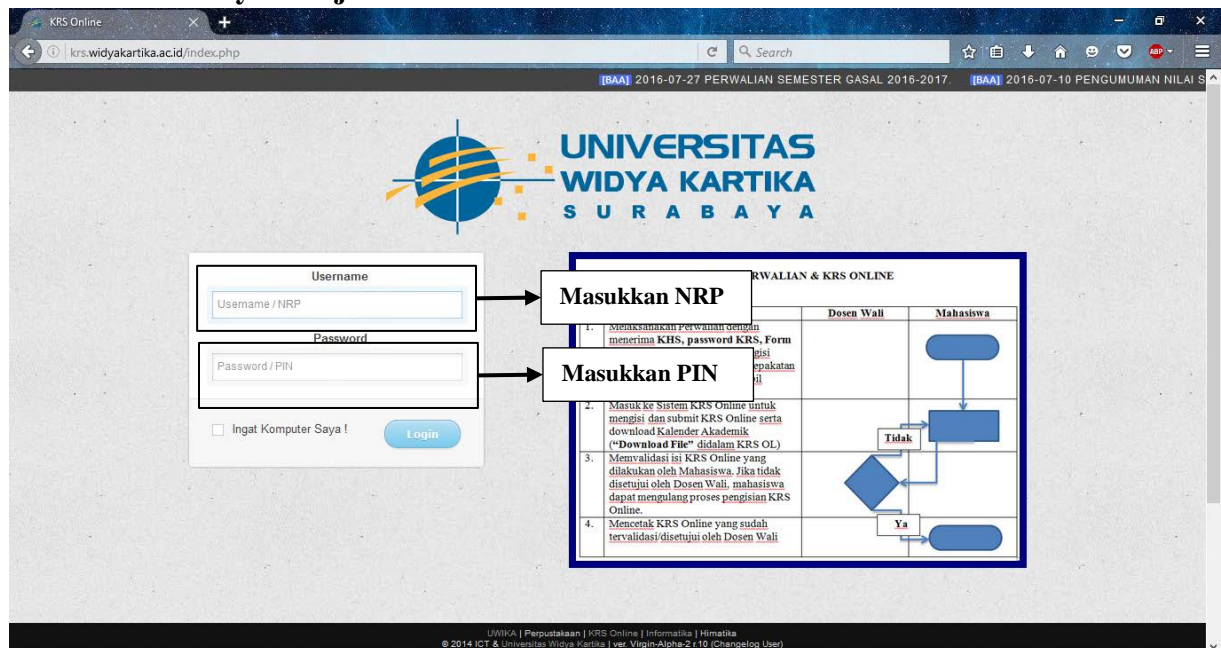 KRS Online
krs.widyakartika.ac.id/index.php
Search
ABP
[BAA] 2016-07-27 PERWALIAN SEMESTER GASAL 2016-2017. [BAA] 2016-07-10 PENGUMUMAN NILAI S
UNIVERSITAS
WIDYA KARTIKA
SURABAYA
Username
Username / NRP
Password
Password / PIN
Ingat Komputer Saya !
Login
Masukkan NRP
Masukkan PIN
RWALIAN & KRS ONLINE
Dosen Wali Mahasiswa
1. Melaksanakan Perwalian dengan
menerima KHS, password KRS, Form
gisi
epakatan
il
2. Masuk ke Sistem KRS Online untuk
mengisi dan submit KRS Online serta
download Kalender Akademik
(“Download File” didalam KRS OL)
Tidak
3. Memvalidasi isi KRS Online yang
dilakukan oleh Mahasiswa. Jika tidak
disetujui oleh Dosen Wali, mahasiswa
dapat mengulang proses pengisian KRS
Online.
4. Mencetak KRS Online yang sudah
tervalidasi/disetujui oleh Dosen Wali
Ya
UWIKA | Perpustakaan | KRS Online | Informatika | Himatika
© 2014 ICT & Universitas Widya Kartika | ver. Virgin-Alpha-2 r.10 (Changelog User)